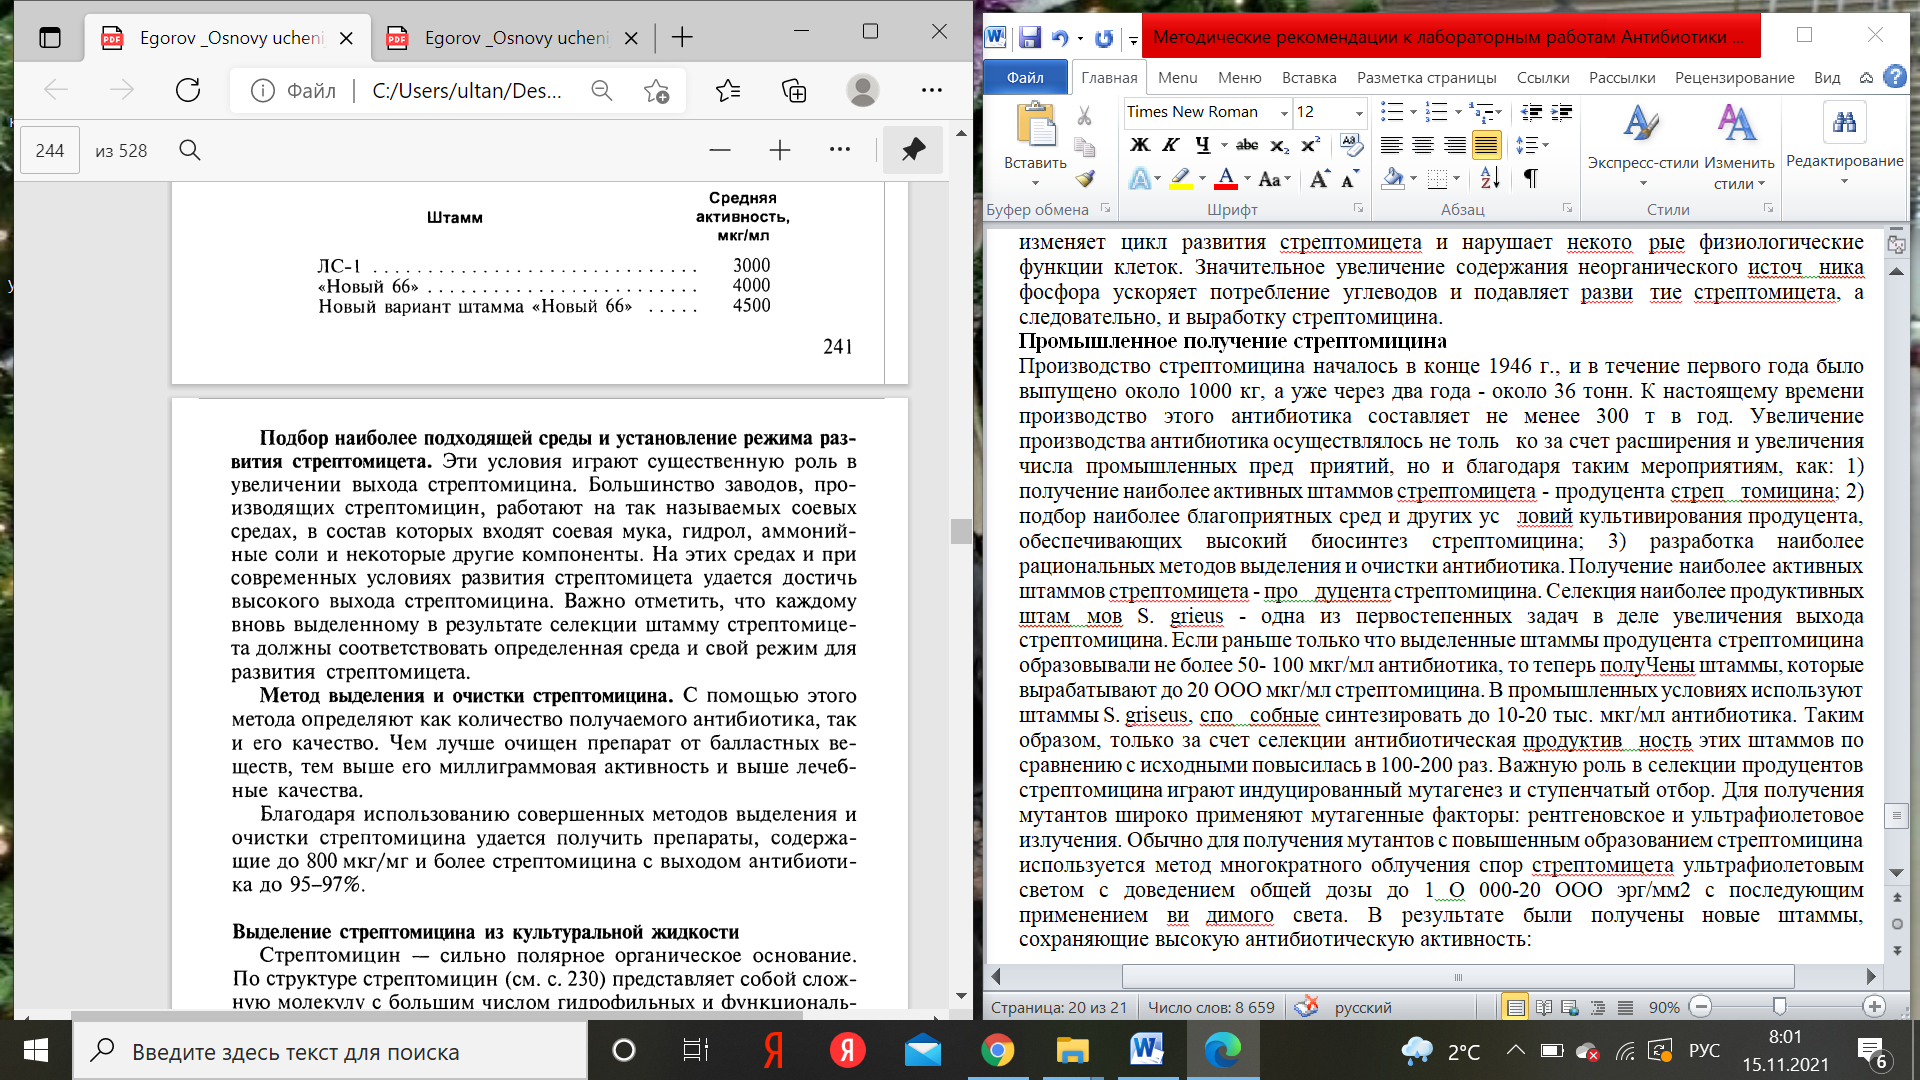 Egorov _Osnovy ucheni
Egorov _Osnovy ucheni
Файл
C:/Users/ultan/Des...
244
из 528
Штамм
Средняя
активность,
мкг/мл
ЛС-1 . . . . . . . . . . . . . . . . . . . . . . . . . . . . . . 3000
«Новый 66» . . . . . . . . . . . . . . . . . . . . . . . . . 4000
Новый вариант штамма «Новый 66» . . . . . 4500
241
Подбор наиболее подходящей среды и установление режима раз-
вития стрептомицета. Эти условия играют существенную роль в
увеличении выхода стрептомицина. Большинство заводов, про-
изводящих стрептомицин, работают на так называемых соевых
средах, в состав которых входят соевая мука, гидрол, аммоний-
ные соли и некоторые другие компоненты. На этих средах и при
современных условиях развития стрептомицета удается достичь
высокого выхода стрептомицина. Важно отметить, что каждому
вновь выделенному в результате селекции штамму стрептомице-
та должны соответствовать определенная среда и свой режим для
развития стрептомицета.
Метод выделения и очистки стрептомицина. С помощью этого
метода определяют как количество получаемого антибиотика, так
и его качество. Чем лучше очищен препарат от балластных ве-
ществ, тем выше его миллиграммовая активность и выше лечеб-
ные качества.
Благодаря использованию совершенных методов выделения и
очистки стрептомицина удается получить препараты, содержа-
щие до 800 мкг/мг и более стрептомицина с выходом антибиоти-
ка до 95–97%.
Выделение стрептомицина из культуральной жидкости
Стрептомицин — сильно полярное органическое основание.
По структуре стрептомицин (см. с. 230) представляет собой слож-
ную молекулу с большим числом гидрофильных и функциональ-
Методические рекомендации к лабораторным работам Антибиотики ...
Файл
Главная
Menu
Меню
Вставка
Разметка страницы
Ссылки
Рассылки
Рецензирование
Вид
Вставить
Times New Roman
12
Ж К Ч abc x₂ x²
Aa
Экспресс-стили
Изменить
стили
Редактирование
Буфер обмена
Шрифт
Абзац
Стили
изменяет цикл развития стрептомицета и нарушает некото рые физиологические
функции клеток. Значительное увеличение содержания неорганического источ ника
фосфора ускоряет потребление углеводов и подавляет разви тие стрептомицета, а
следовательно, и выработку стрептомицина.
Промышленное получение стрептомицина
Производство стрептомицина началось в конце 1946 г., и в течение первого года было
выпущено около 1000 кг, а уже через два года - около 36 тонн. К настоящему времени
производство этого антибиотика составляет не менее 300 т в год. Увеличение
производства антибиотика осуществлялось не толь ко за счет расширения и увеличения
числа промышленных пред приятий, но и благодаря таким мероприятиям, как: 1)
получение наиболее активных штаммов стрептомицета - продуцента стреп томицина; 2)
подбор наиболее благоприятных сред и других ус ловий культивирования продуцента,
обеспечивающих высокий биосинтез стрептомицина; 3) разработка наиболее
рациональных методов выделения и очистки антибиотика. Получение наиболее активных
штаммов стрептомицета - про дуцента стрептомицина. Селекция наиболее продуктивных
штам мов S. grieus - одна из первостепенных задач в деле увеличения выхода
стрептомицина. Если раньше только что выделенные штаммы продуцента стрептомицина
образовывали не более 50- 100 мкг/мл антибиотика, то теперь полуЧены штаммы, которые
вырабатывают до 20 ООО мкг/мл стрептомицина. В промышленных условиях используют
штаммы S. griseus, спо собные синтезировать до 10-20 тыс. мкг/мл антибиотика. Таким
образом, только за счет селекции антибиотическая продуктив ность этих штаммов по
сравнению с исходными повысилась в 100-200 раз. Важную роль в селекции продуцентов
стрептомицина играют индуцированный мутагенез и ступенчатый отбор. Для получения
мутантов широко применяют мутагенные факторы: рентгеновское и ультрафиолетовое
излучения. Обычно для получения мутантов с повышенным образованием стрептомицина
используется метод многократного облучения спор стрептомицета ультрафиолетовым
светом с доведением общей дозы до 1 О 000-20 ООО эрг/мм2 с последующим
применением ви димого света. В результате были получены новые штаммы,
сохраняющие высокую антибиотическую активность:
Страница: 20 из 21
Число слов: 8 659
русский
90%
Введите здесь текст для поиска
2°C
РУС
8:01
15.11.2021
6